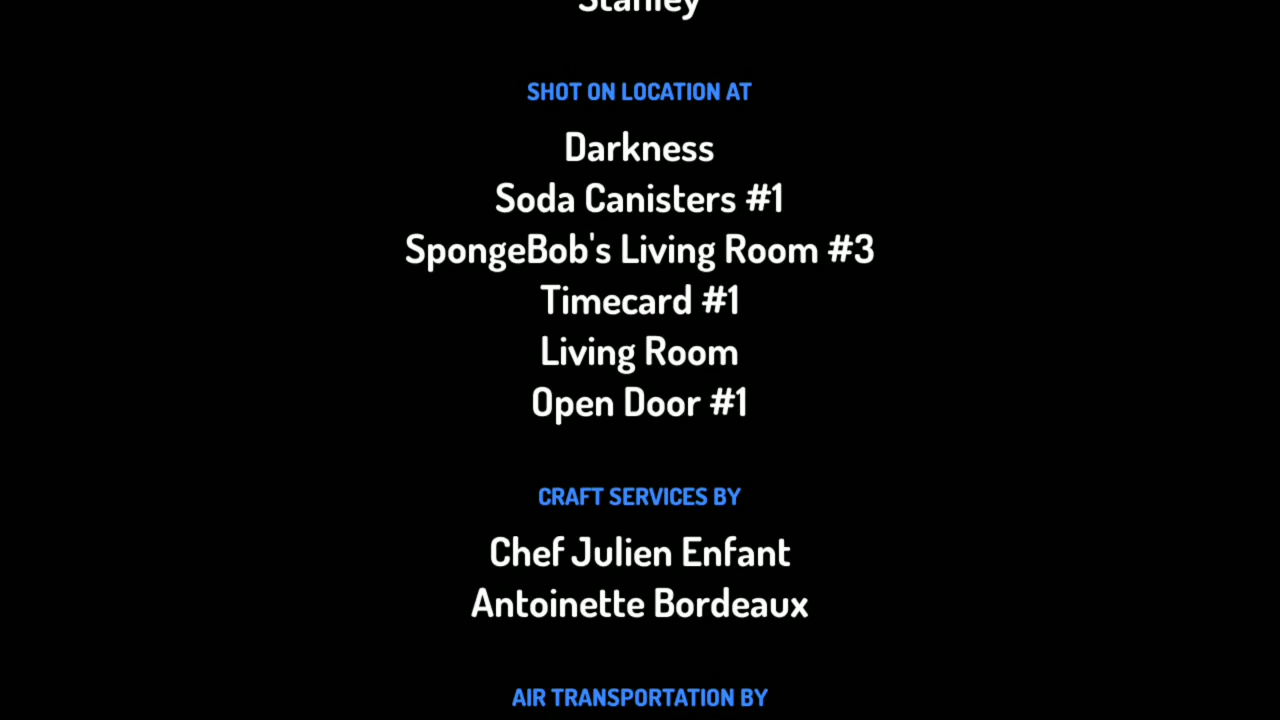 Stanley
SHOT ON LOCATION AT
Darkness
Soda Canisters #1
SpongeBob's Living Room #3
Timecard #1
Living Room
Open Door #1
CRAFT SERVICES BY
Chef Julien Enfant
Antoinette Bordeaux
AIR TRANSPORTATION BY